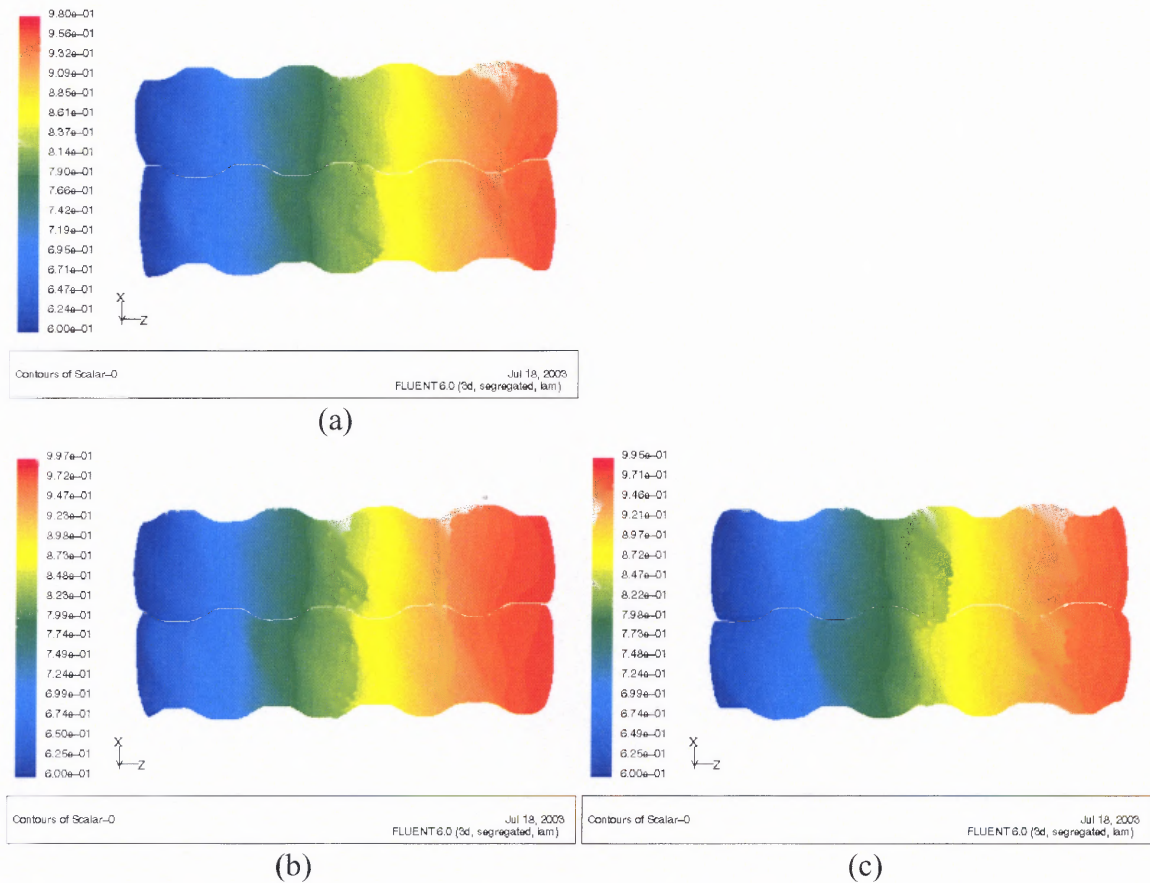 9.80e-01
9.56e-01
9.32e-01
9.09e-01
8.85e-01
8.61e-01
8.37e-01
8.14e-01
7.90e-01
7.66e-01
7.42e-01
7.19e-01
6.95e-01
6.71e-01
6.47e-01
6.24e-01
6.00e-01
X
Z
Contours of Scalar-0
Jul 18, 2003
FLUENT 6.0 (3d, segregated, lam)
(a)
9.97e-01
9.72e-01
9.47e-01
9.23e-01
8.98e-01
8.73e-01
8.48e-01
8.23e-01
7.99e-01
7.74e-01
7.49e-01
7.24e-01
6.99e-01
6.74e-01
6.50e-01
6.25e-01
6.00e-01
X
Z
Contours of Scalar-0
Jul 18, 2003
FLUENT 6.0 (3d, segregated, lam)
(b)
9.95e-01
9.71e-01
9.46e-01
9.21e-01
8.97e-01
8.72e-01
8.47e-01
8.22e-01
7.98e-01
7.73e-01
7.48e-01
7.24e-01
6.99e-01
6.74e-01
6.49e-01
6.25e-01
6.00e-01
X
Z
Contours of Scalar-0
Jul 18, 2003
FLUENT 6.0 (3d, segregated, lam)
(c)